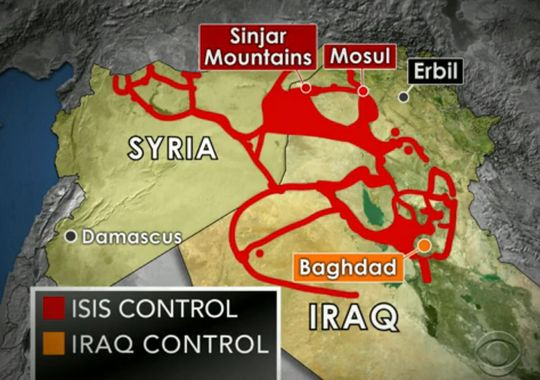 Sinjar
Mountains
Mosul
Erbil
SYRIA
Damascus
Baghdad
IRAQ
ISIS CONTROL
IRAQ CONTROL